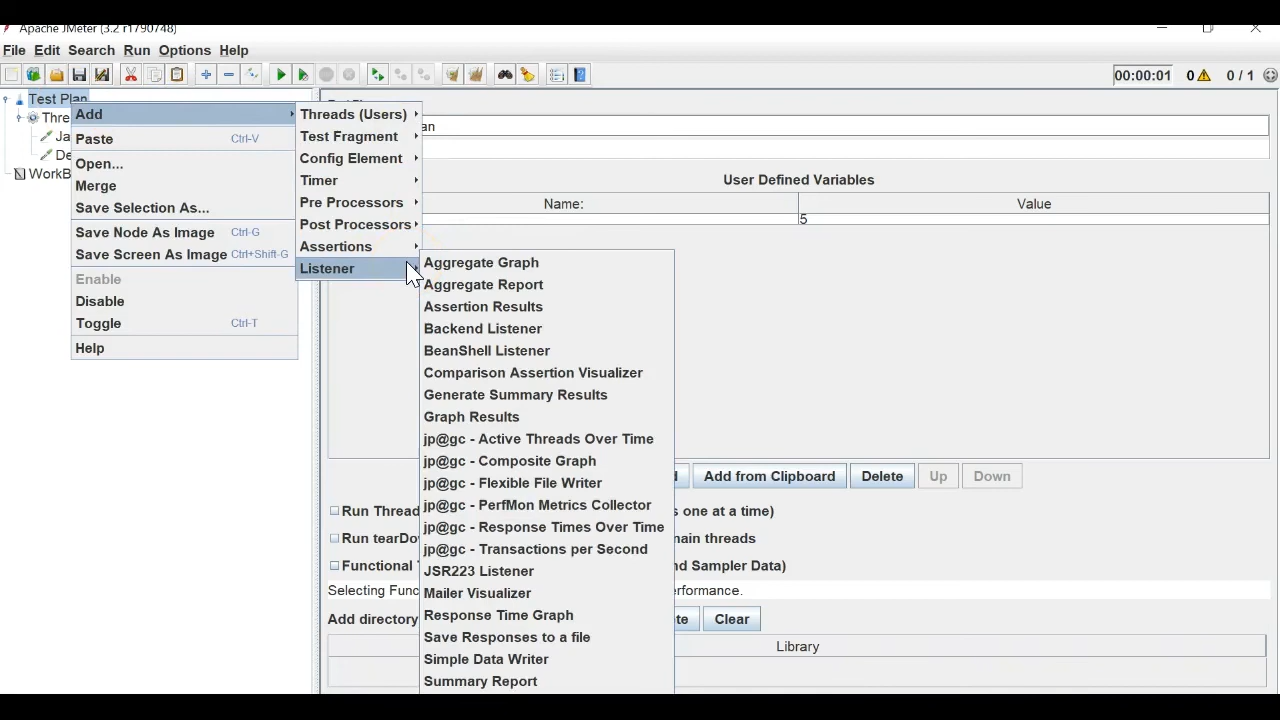 Apache JMeter (3.2 r1790748)
File Edit Search Run Options Help
00:00:01 0 0 / 1
Test Plan
Add
Paste Ctrl-V
Open...
Merge
Save Selection As...
Save Node As Image Ctrl-G
Save Screen As Image Ctrl+Shift-G
Enable
Disable
Toggle Ctrl-T
Help
Threads (Users)
Test Fragment
Config Element
Timer
Pre Processors
Post Processors
Assertions
Listener
Aggregate Graph
Aggregate Report
Assertion Results
Backend Listener
BeanShell Listener
Comparison Assertion Visualizer
Generate Summary Results
Graph Results
jp@gc - Active Threads Over Time
jp@gc - Composite Graph
jp@gc - Flexible File Writer
jp@gc - PerfMon Metrics Collector
jp@gc - Response Times Over Time
jp@gc - Transactions per Second
JSR223 Listener
Mailer Visualizer
Response Time Graph
Save Responses to a file
Simple Data Writer
Summary Report
User Defined Variables
Name: Value
5
Add from Clipboard Delete Up Down
Run Thread s one at a time)
Run tearDo ain threads
Functional d Sampler Data)
Selecting Func erformance.
Add directory te Clear
Library